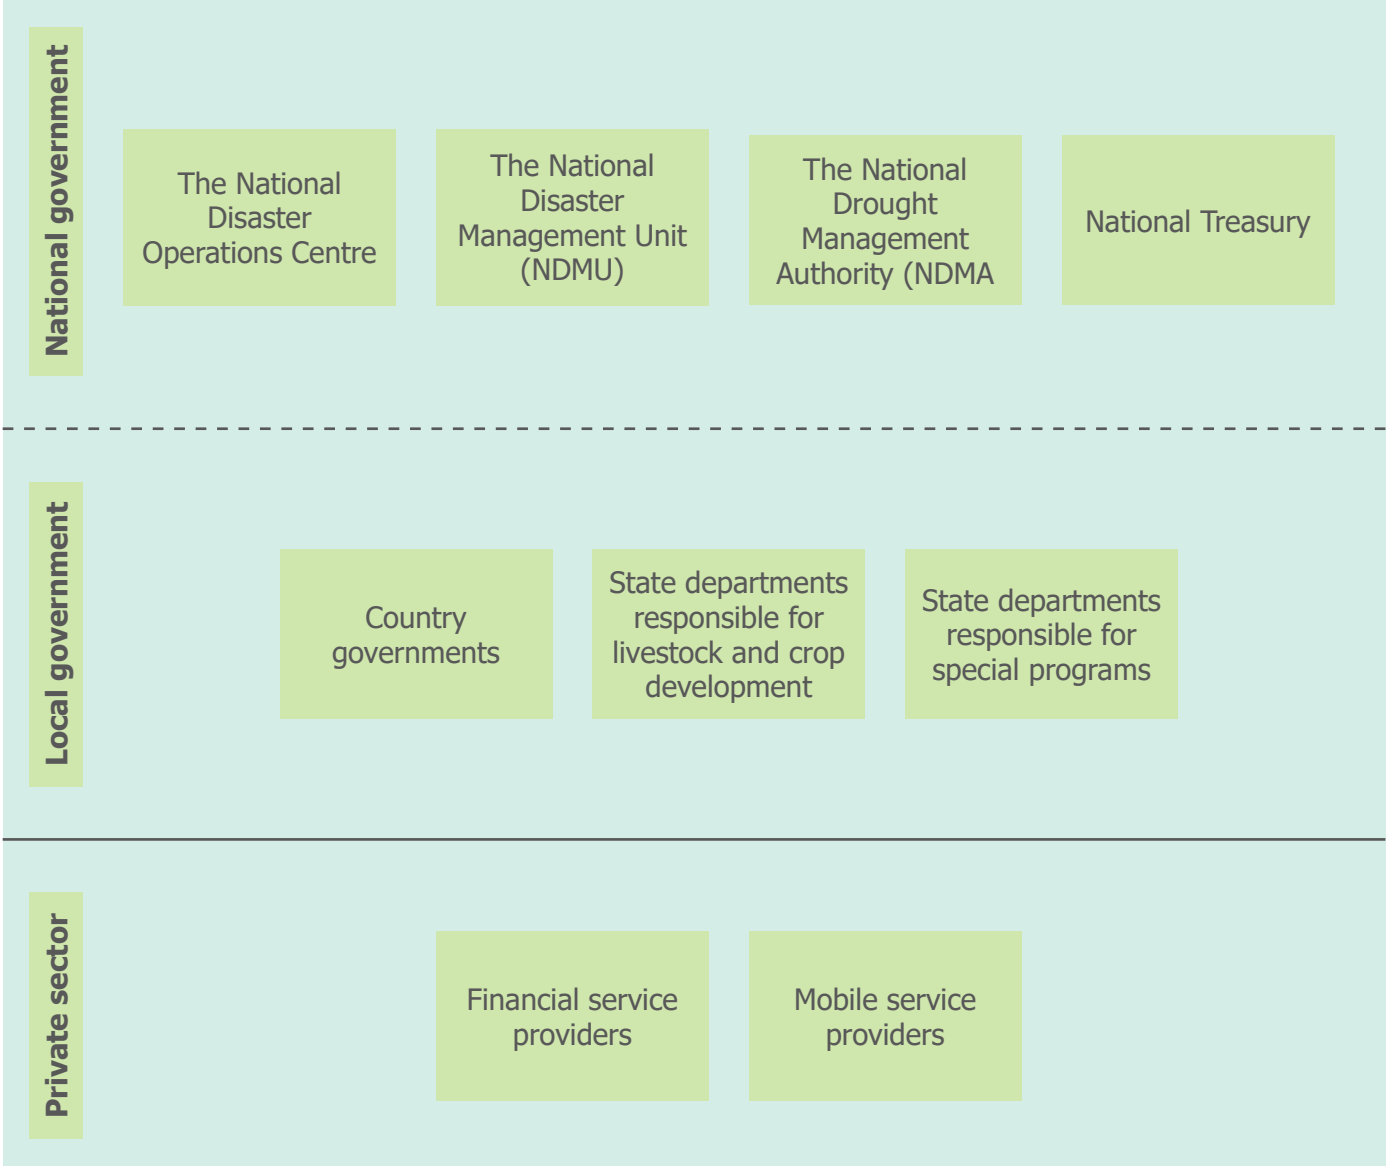 National government
The National
Disaster
Operations Centre
The National
Disaster
Management Unit
(NDMU)
The National
Drought
Management
Authority (NDMA
National Treasury
Local government
Country
governments
State departments
responsible for
livestock and crop
development
State departments
responsible for
special programs
Private sector
Financial service
providers
Mobile service
providers